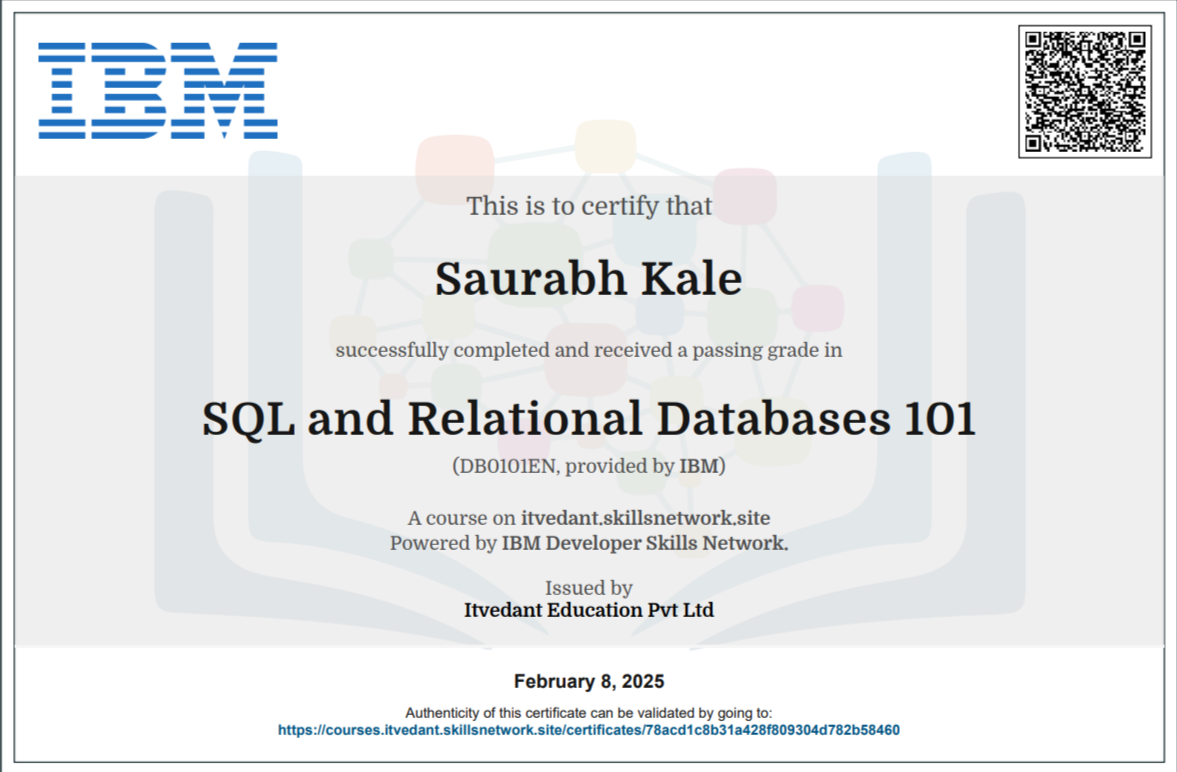 IBM
This is to certify that
Saurabh Kale
successfully completed and received a passing grade in
SQL and Relational Databases 101
(DB0101EN, provided by IBM)
A course on itvedant.skillsnetwork.site
Powered by IBM Developer Skills Network.
Issued by
Itvedant Education Pvt Ltd
February 8, 2025
Authenticity of this certificate can be validated by going to:
https://courses.itvedant.skillsnetwork.site/certificates/78acd1c8b31a428f809304d782b58460